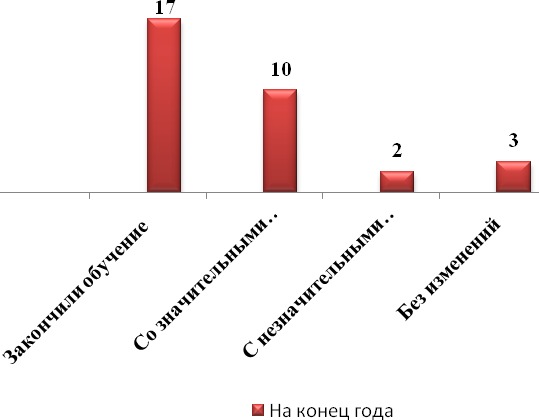 17
10
2
3
Закончили обучение
Со значительными..
С незначительными..
Без изменений
На конец года